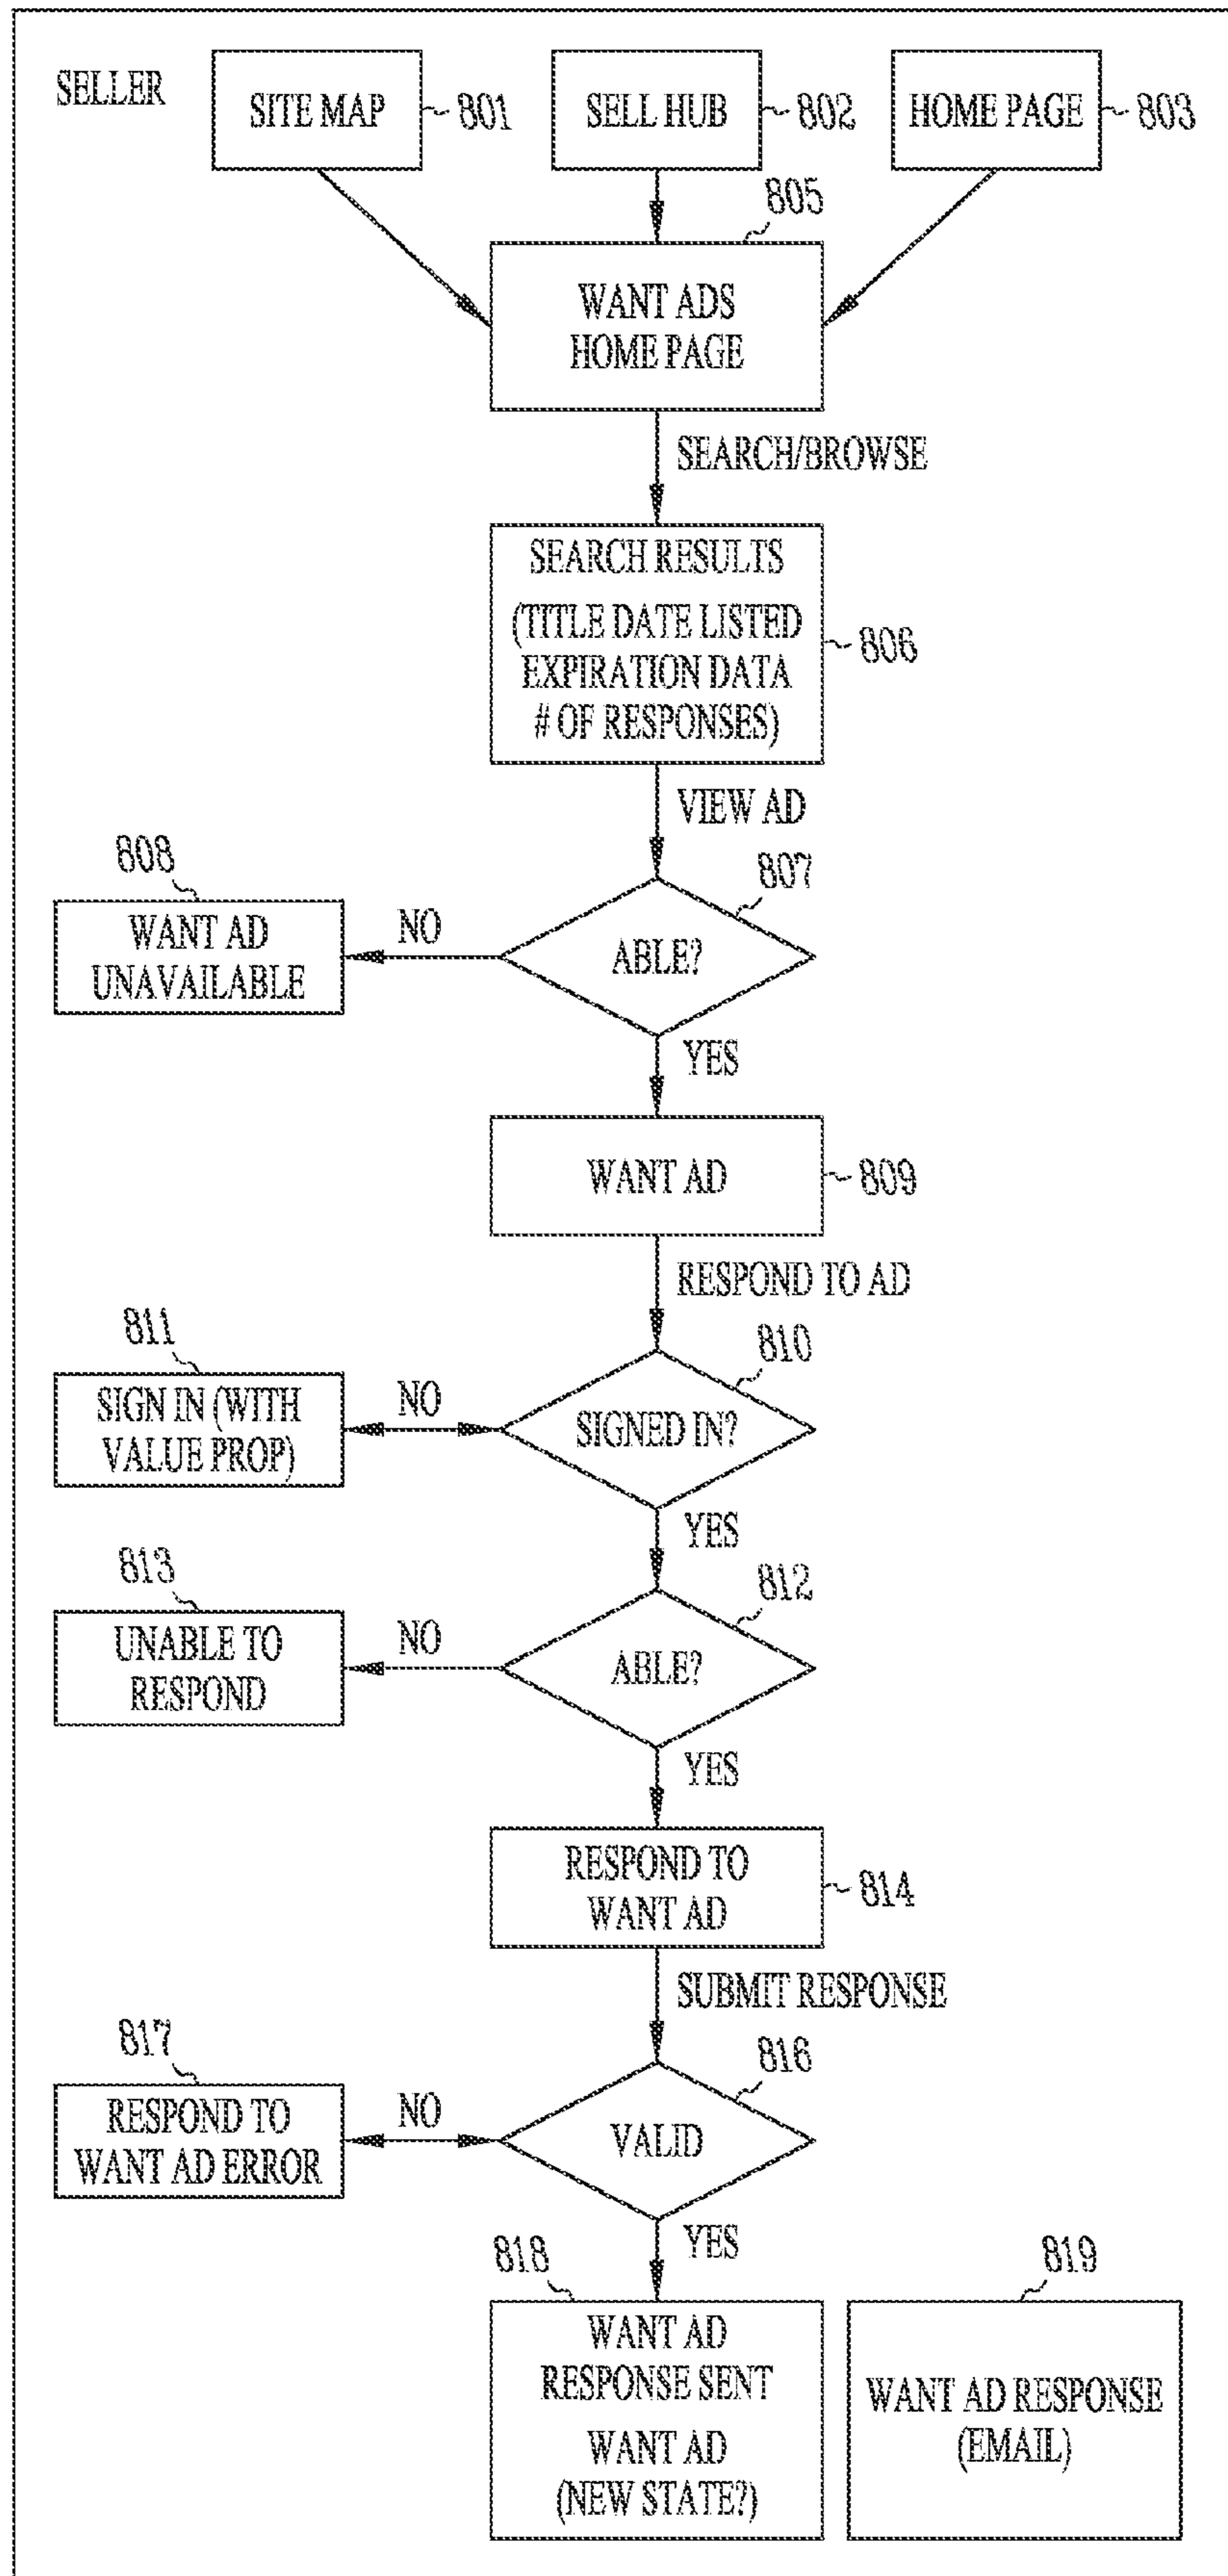 SELLER
SITE MAP
801
SELL HUB
802
HOME PAGE
803
805
WANT ADS
HOME PAGE
SEARCH/BROWSE
SEARCH RESULTS
(TITLE DATE LISTED
EXPIRATION DATA
# OF RESPONSES)
806
VIEW AD
808
807
WANT AD
UNAVAILABLE
NO
ABLE?
YES
WANT AD
809
RESPOND TO AD
811
810
SIGN IN (WITH
VALUE PROP)
NO
SIGNED IN?
YES
813
812
UNABLE TO
RESPOND
NO
ABLE?
YES
RESPOND TO
WANT AD
814
SUBMIT RESPONSE
817
816
RESPOND TO
WANT AD ERROR
NO
VALID
YES
818
819
WANT AD
RESPONSE SENT
WANT AD
(NEW STATE?)
WANT AD RESPONSE
(EMAIL)